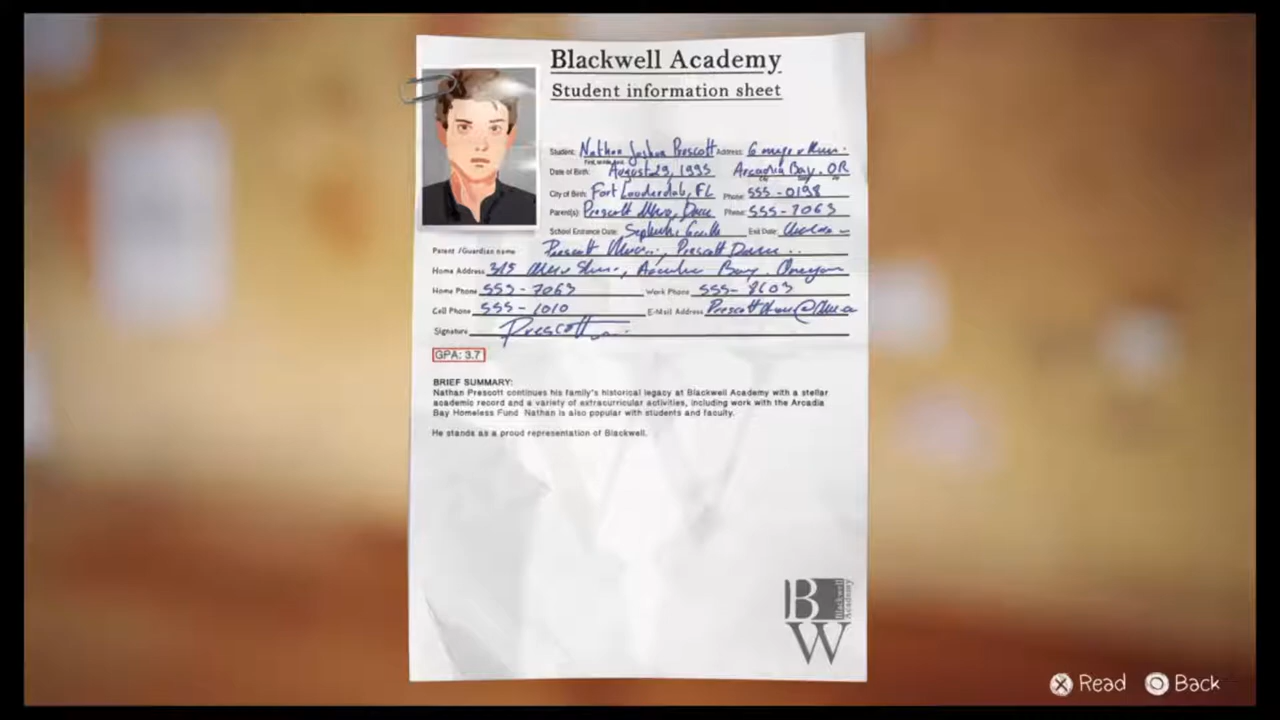 Blackwell Academy
Student information sheet
Student: Nathan Joshua Prescott Address:
Date of Birth: August 29, 1995 Arcadia Bay, OR
City of Birth: Fort Lauderdale, FL Phone: 555-0198
Parent(s): Prescott Phone: 555-7063
School Entrance Date: Exit Date:
Parent /Guardian name Prescott Prescott
Home Address 315 Bay, Oregon
Home Phone 555-7063 Work Phone 555-8603
Cell Phone 555-1010 E-Mail Address
Signature Prescott
GPA: 3.7
BRIEF SUMMARY:
Nathan Prescott continues his family's historical legacy at Blackwell Academy with a stellar
academic record and a variety of extracurricular activities, including work with the Arcadia
Bay Homeless Fund Nathan is also popular with students and faculty.
He stands as a proud representation of Blackwell.
B Blackwell Academy
W
Read Back